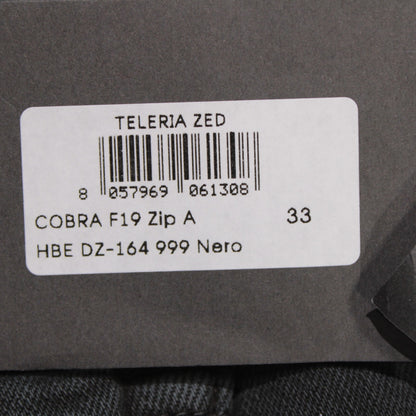 TELERIA ZED
8 057969 061308
COBRA F19 Zip A 33
HBE DZ-164 999 Nero